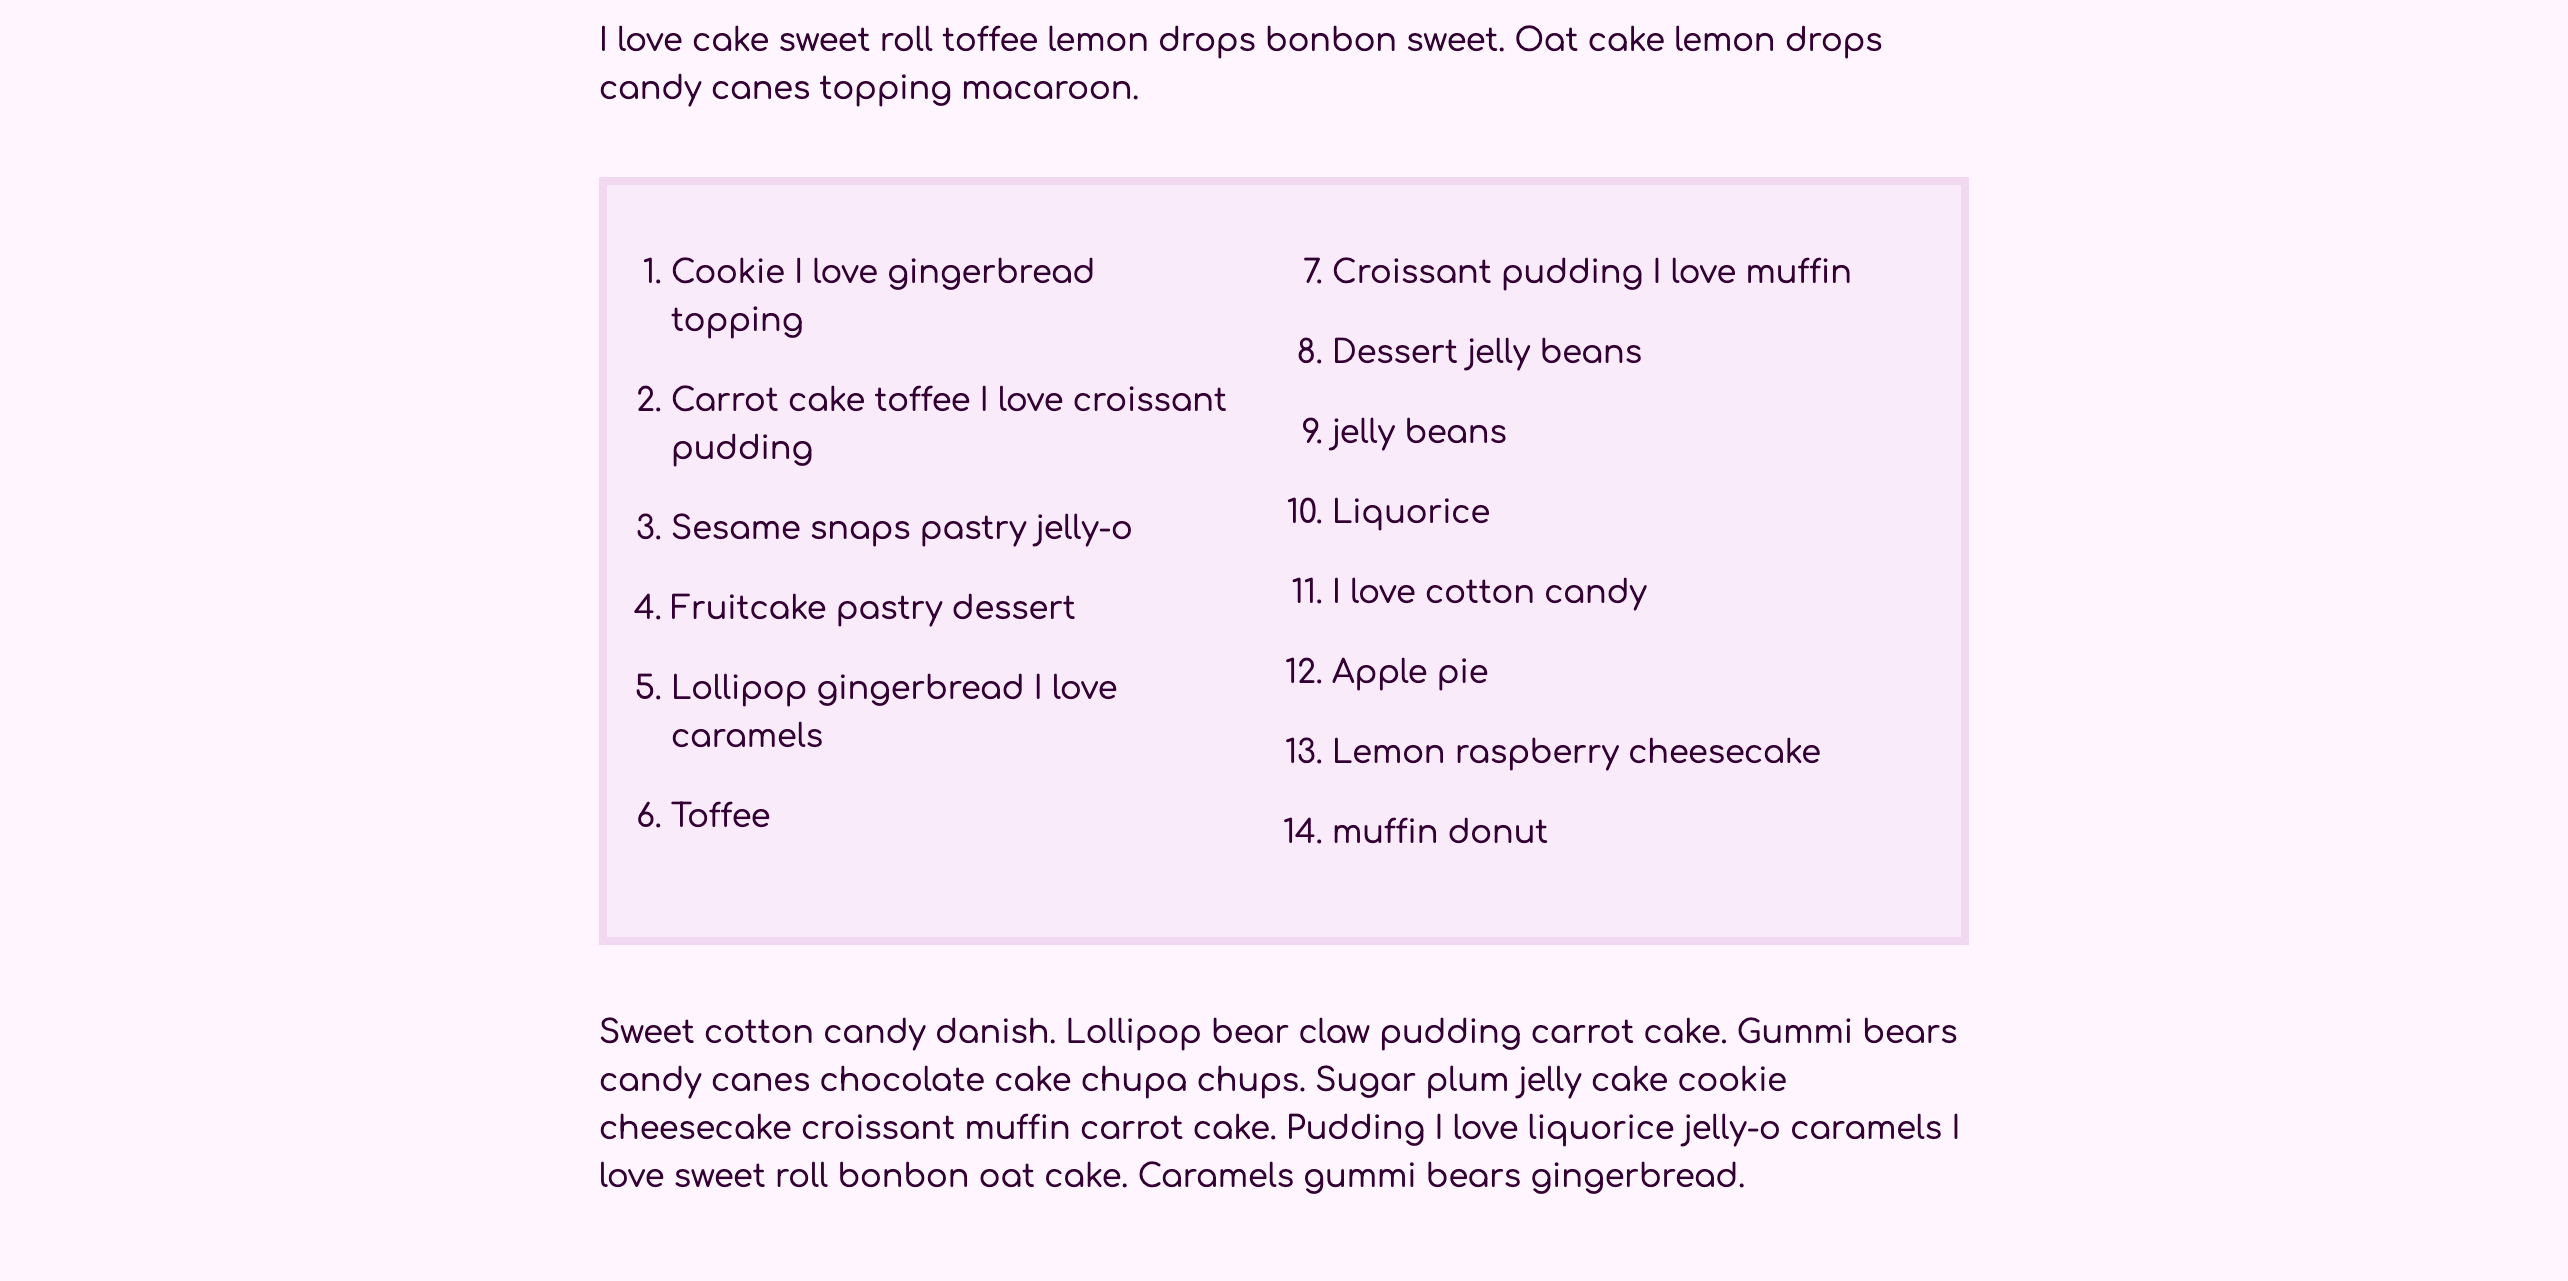 I love cake sweet roll toffee lemon drops bonbon sweet. Oat cake lemon drops
candy canes topping macaroon.
1. Cookie I love gingerbread
topping
2. Carrot cake toffee I love croissant
pudding
3. Sesame snaps pastry jelly-o
4. Fruitcake pastry dessert
5. Lollipop gingerbread I love
caramels
6. Toffee
7. Croissant pudding I love muffin
8. Dessert jelly beans
9. jelly beans
10. Liquorice
11. I love cotton candy
12. Apple pie
13. Lemon raspberry cheesecake
14. muffin donut
Sweet cotton candy danish. Lollipop bear claw pudding carrot cake. Gummi bears
candy canes chocolate cake chupa chups. Sugar plum jelly cake cookie
cheesecake croissant muffin carrot cake. Pudding I love liquorice jelly-o caramels I
love sweet roll bonbon oat cake. Caramels gummi bears gingerbread.